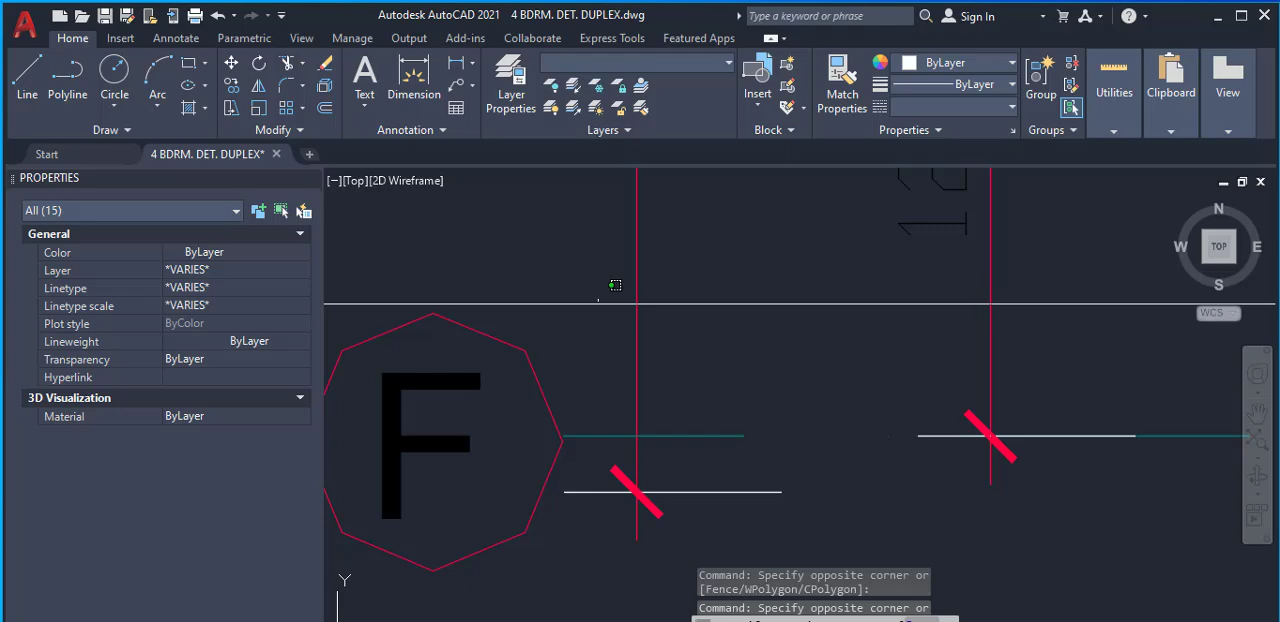 Autodesk AutoCAD 2021 4 BDRM. DET. DUPLEX.dwg
Type a keyword or phrase
Sign In
Home Insert Annotate Parametric View Manage Output Add-ins Collaborate Express Tools Featured Apps
Line Polyline Circle Arc
Draw
Modify
A
Text Dimension
Annotation
Layer
Properties
Layers
Insert
Block
Match
Properties
ByLayer
ByLayer
Properties
Group
Groups
Utilities
Clipboard
View
Start
4 BDRM. DET. DUPLEX*
PROPERTIES
All (15)
General
Color ByLayer
Layer *VARIES*
Linetype *VARIES*
Linetype scale *VARIES*
Plot style ByColor
Lineweight ByLayer
Transparency ByLayer
Hyperlink
3D Visualization
Material ByLayer
[−][Top][2D Wireframe]
N
W TOP E
S
WCS
F
Y
Command: Specify opposite corner or
[Fence/WPolygon/CPolygon]:
Command: Specify opposite corner or